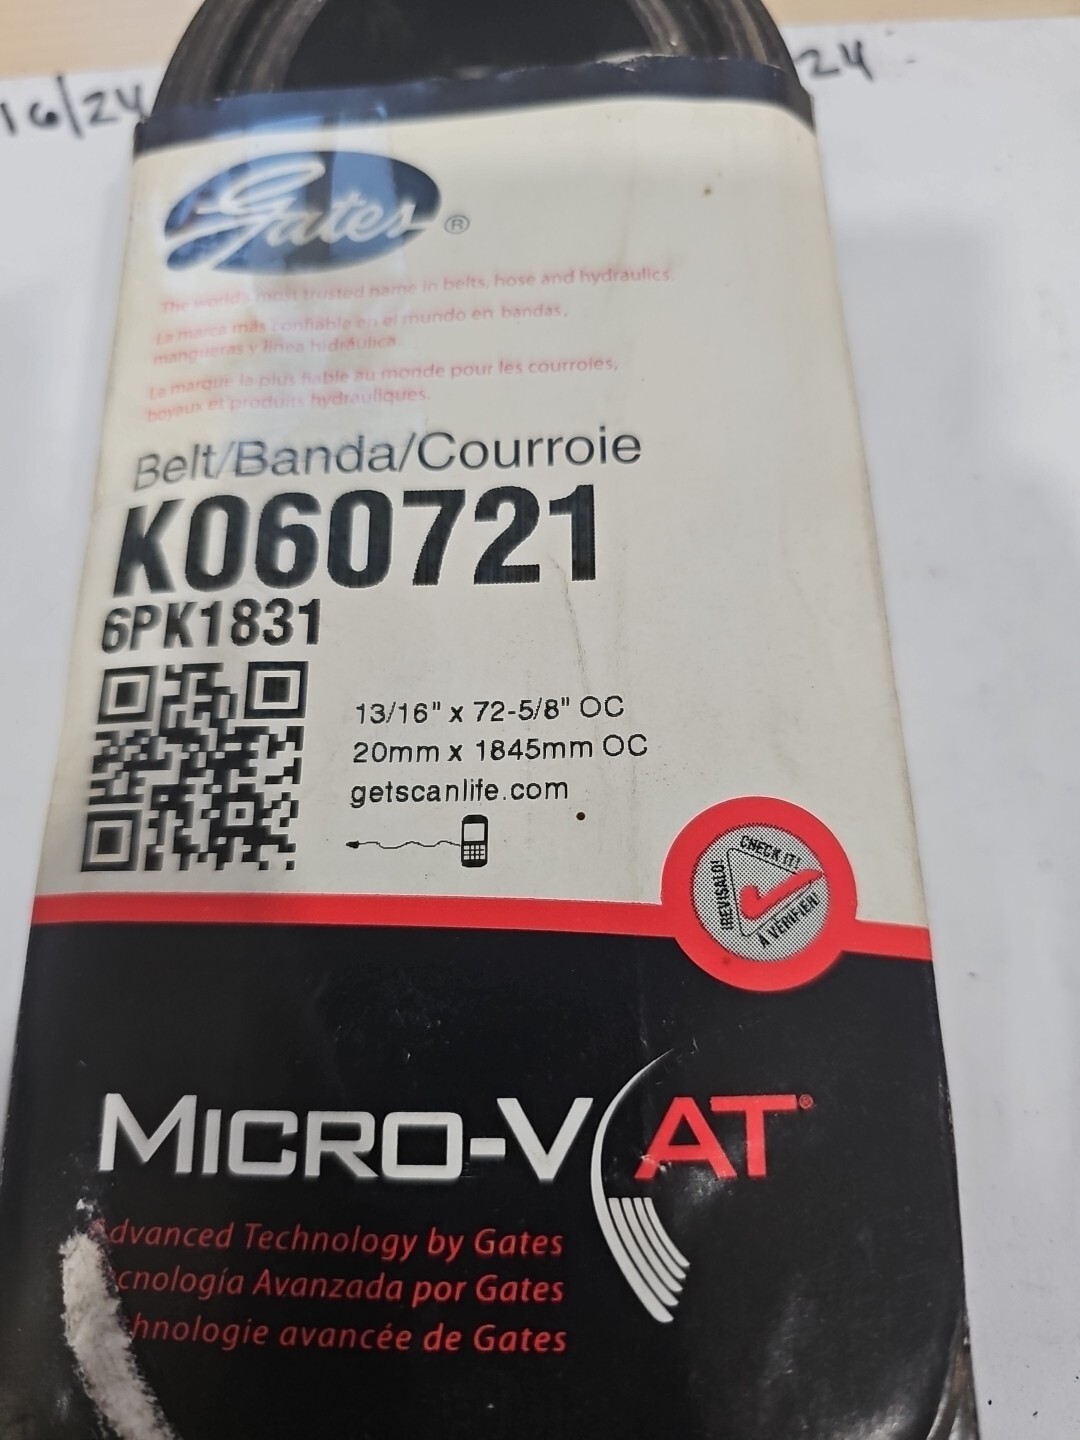 16/24
24
Gates ®
The world's most trusted name in belts, hose and hydraulics.
La marca más confiable en el mundo en bandas,
mangueras y línea hidráulica.
La marque la plus fiable au monde pour les courroies,
boyaux et produits hydrauliques.
Belt/Banda/Courroie
K060721
6PK1831
13/16" x 72-5/8" OC
20mm x 1845mm OC
getscanlife.com
CHECK IT!
¡REVISALO!
À VÉRIFIER!
MICRO-V AT®
Advanced Technology by Gates
cnología Avanzada por Gates
hnologie avancée de Gates